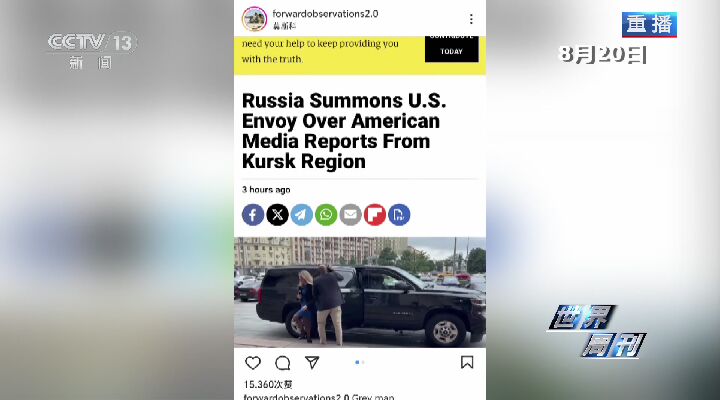 CCTV 13
新闻
重播
8月20日
forwardobservations2.0
莫斯科
need your help to keep providing you
with the truth.
CONTRIBUTE
TODAY
Russia Summons U.S.
Envoy Over American
Media Reports From
Kursk Region
3 hours ago
世界
周刊
15.360次赞
forwardobservations2.0 Grey man